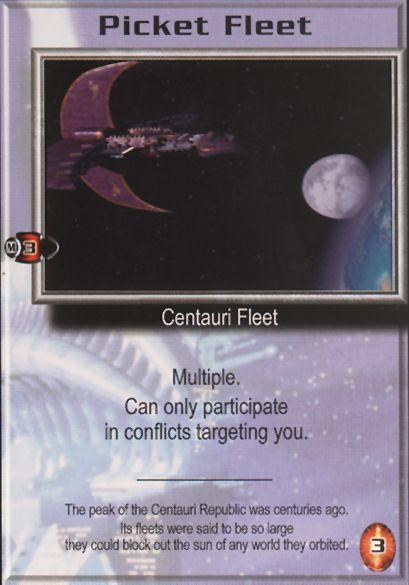 Picket Fleet
M 3
Centauri Fleet
Multiple.
Can only participate
in conflicts targeting you.
The peak of the Centauri Republic was centuries ago.
Its fleets were said to be so large
they could block out the sun of any world they orbited.
3